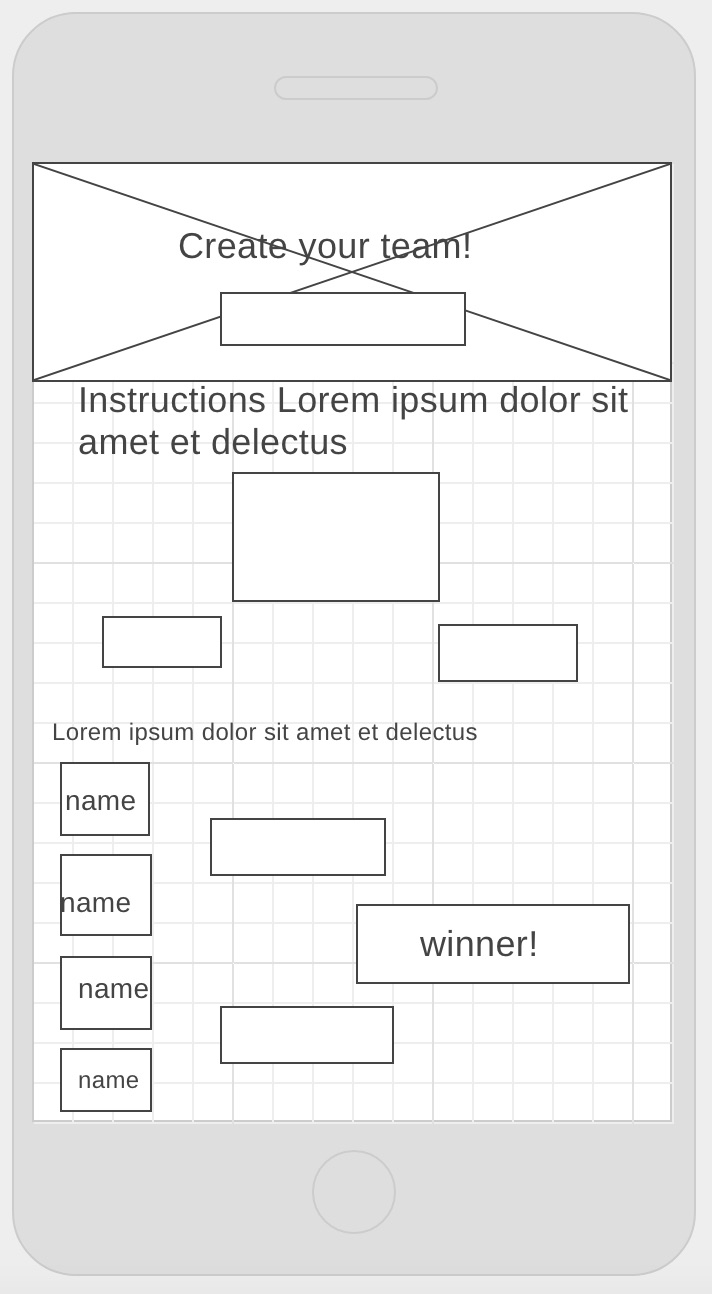 Create your team!
Instructions Lorem ipsum dolor sit
amet et delectus
Lorem ipsum dolor sit amet et delectus
name
name
winner!
name
name